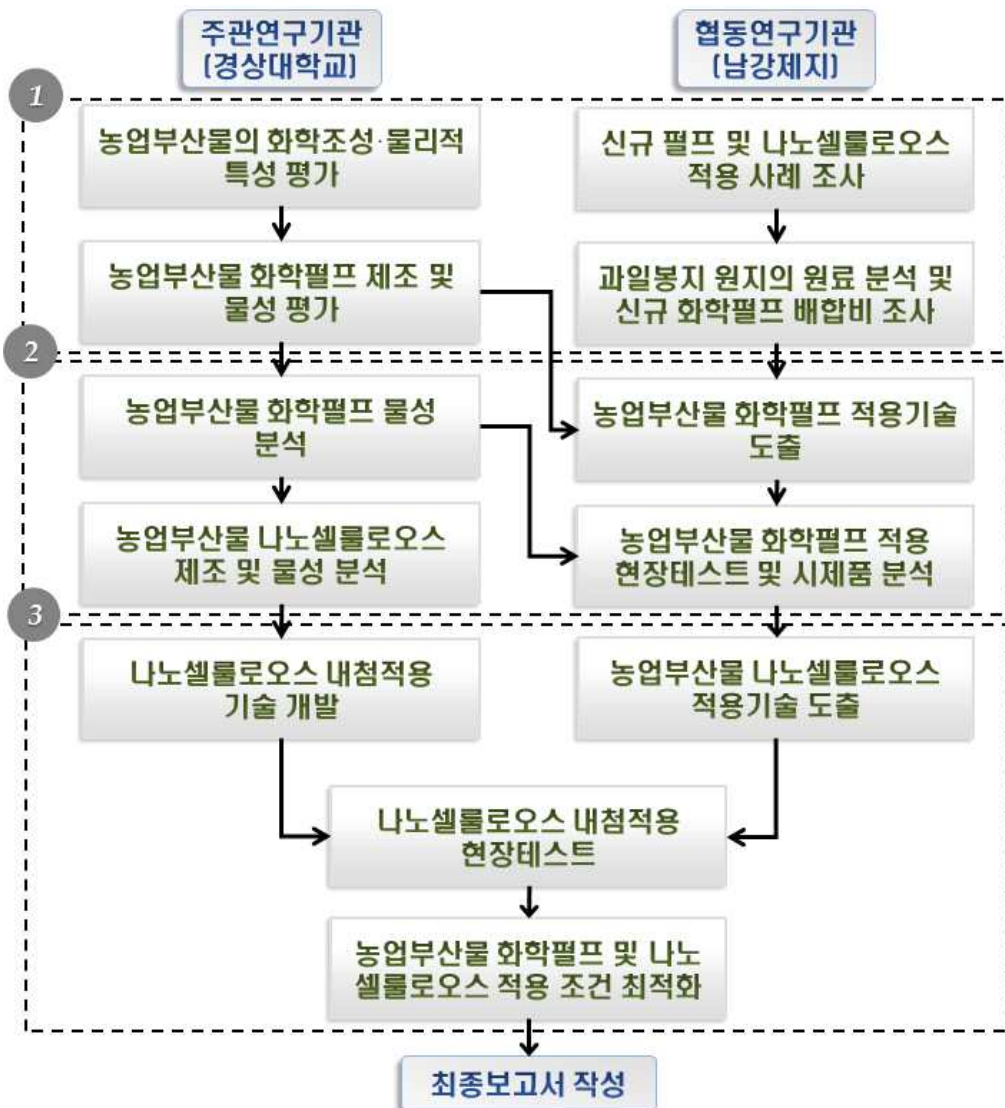 주관연구기관
(경상대학교)
협동연구기관
(남강제지)
1
농업부산물의 화학조성·물리적
특성 평가
신규 펄프 및 나노셀룰로오스
적용 사례 조사
농업부산물 화학펄프 제조 및
물성 평가
과일봉지 원지의 원료 분석 및
신규 화학펄프 배합비 조사
2
농업부산물 화학펄프 물성
분석
농업부산물 화학펄프 적용기술
도출
농업부산물 나노셀룰로오스
제조 및 물성 분석
농업부산물 화학펄프 적용
현장테스트 및 시제품 분석
3
나노셀룰로오스 내첨적용
기술 개발
농업부산물 나노셀룰로오스
적용기술 도출
나노셀룰로오스 내첨적용
현장테스트
농업부산물 화학펄프 및 나노
셀룰로오스 적용 조건 최적화
최종보고서 작성